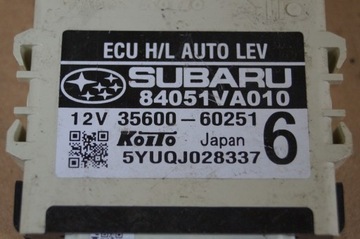 ECU H/L AUTO LEV
SUBARU
84051VA010
12V 35600-60251
KOITO Japan 6
5YUQJ028337